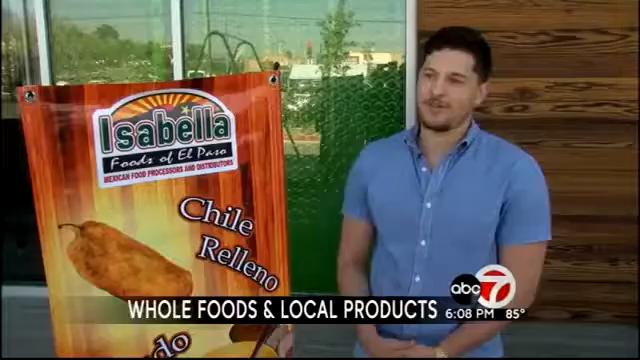 Isabella
Foods of El Paso
MEXICAN FOOD PROCESSORS AND DISTRIBUTORS
Chile
Relleno
WHOLE FOODS & LOCAL PRODUCTS
abc 7
6:08 PM 85°